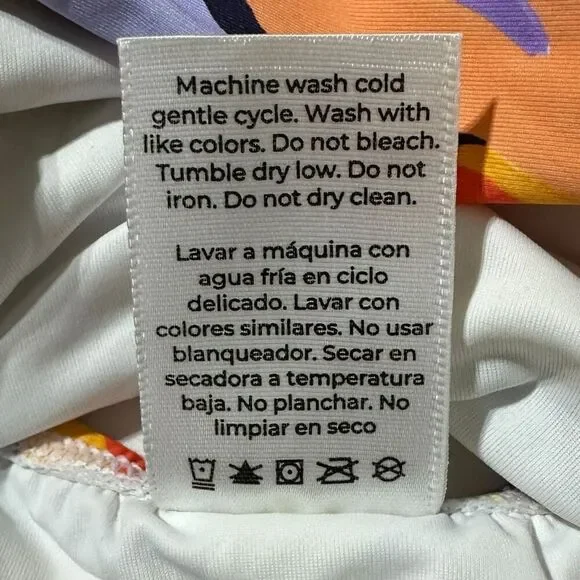 Machine wash cold
gentle cycle. Wash with
like colors. Do not bleach.
Tumble dry low. Do not
iron. Do not dry clean.
Lavar a máquina con
agua fría en ciclo
delicado. Lavar con
colores similares. No usar
blanqueador. Secar en
secadora a temperatura
baja. No planchar. No
limpiar en seco